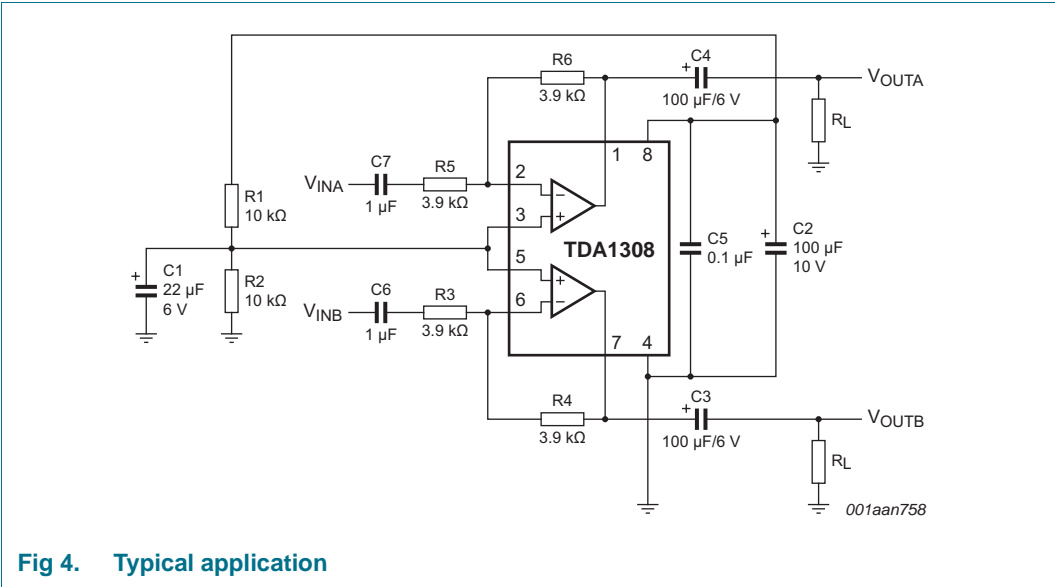 C4
R6
+
VOUTA
3.9 kΩ
100 µF/6 V
RL
1 8
C7 R5
VINA
2
−
R1
10 kΩ
1 µF 3.9 kΩ
3
+
TDA1308
C5
0.1 µF
+
C2
100 µF
10 V
+
C1
22 µF
6 V
R2
10 kΩ
5
+
C6 R3
VINB
6
−
1 µF 3.9 kΩ
7 4
R4
C3
+
VOUTB
3.9 kΩ
100 µF/6 V
RL
001aan758
Fig 4. Typical application